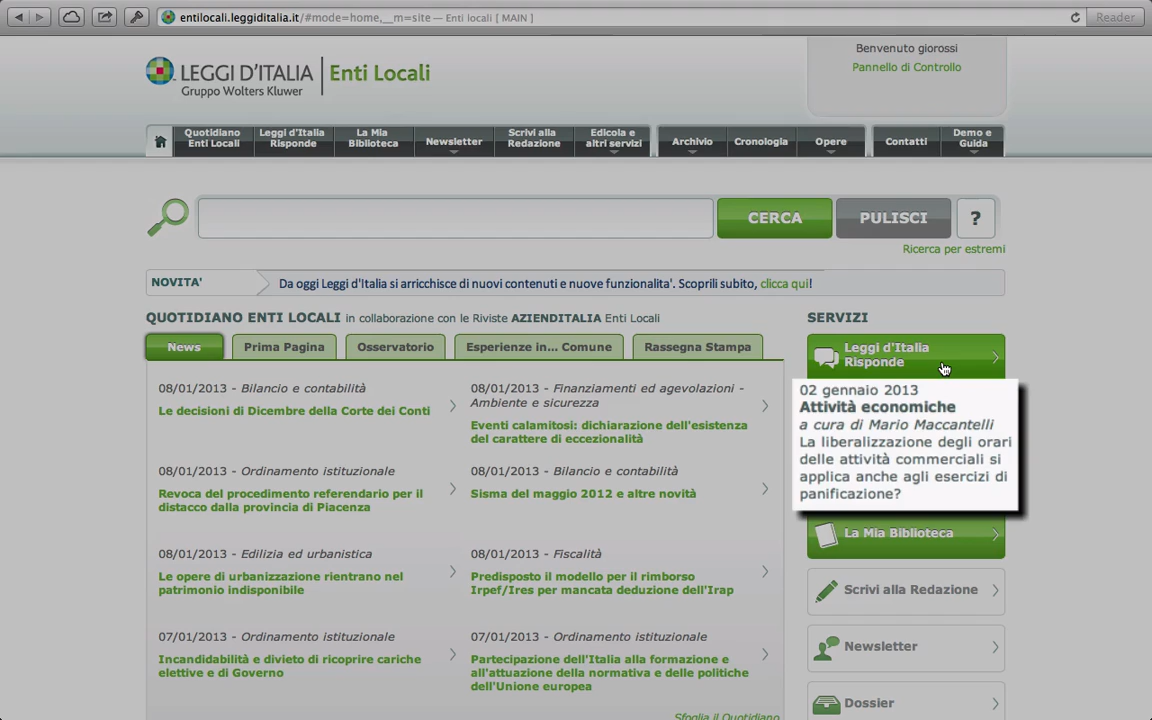 entilocali.leggiditalia.it/#mode=home,__m=site — Enti locali [ MAIN ]
Reader
Benvenuto giorossi
Pannello di Controllo
LEGGI D'ITALIA
Gruppo Wolters Kluwer
Enti Locali
Quotidiano
Enti Locali
Leggi d'Italia
Risponde
La Mia
Biblioteca
Newsletter
Scrivi alla
Redazione
Edicola e
altri servizi
Archivio
Cronologia
Opere
Contatti
Demo e
Guida
CERCA
PULISCI
?
Ricerca per estremi
NOVITA'
Da oggi Leggi d'Italia si arricchisce di nuovi contenuti e nuove funzionalita'. Scoprili subito, clicca qui!
QUOTIDIANO ENTI LOCALI in collaborazione con le Riviste AZIENDITALIA Enti Locali
News
Prima Pagina
Osservatorio
Esperienze in... Comune
Rassegna Stampa
08/01/2013 - Bilancio e contabilità
Le decisioni di Dicembre della Corte dei Conti
08/01/2013 - Finanziamenti ed agevolazioni -
Ambiente e sicurezza
Eventi calamitosi: dichiarazione dell'esistenza
del carattere di eccezionalità
08/01/2013 - Ordinamento istituzionale
Revoca del procedimento referendario per il
distacco dalla provincia di Piacenza
08/01/2013 - Bilancio e contabilità
Sisma del maggio 2012 e altre novità
08/01/2013 - Edilizia ed urbanistica
Le opere di urbanizzazione rientrano nel
patrimonio indisponibile
08/01/2013 - Fiscalità
Predisposto il modello per il rimborso
Irpef/Ires per mancata deduzione dell'Irap
07/01/2013 - Ordinamento istituzionale
Incandidabilità e divieto di ricoprire cariche
elettive e di Governo
07/01/2013 - Ordinamento istituzionale
Partecipazione dell'Italia alla formazione e
all'attuazione della normativa e delle politiche
dell'Unione europea
Sfoglia il Quotidiano
SERVIZI
Leggi d'Italia
Risponde
02 gennaio 2013
Attività economiche
a cura di Mario Maccantelli
La liberalizzazione degli orari
delle attività commerciali si
applica anche agli esercizi di
panificazione?
La Mia Biblioteca
Scrivi alla Redazione
Newsletter
Dossier